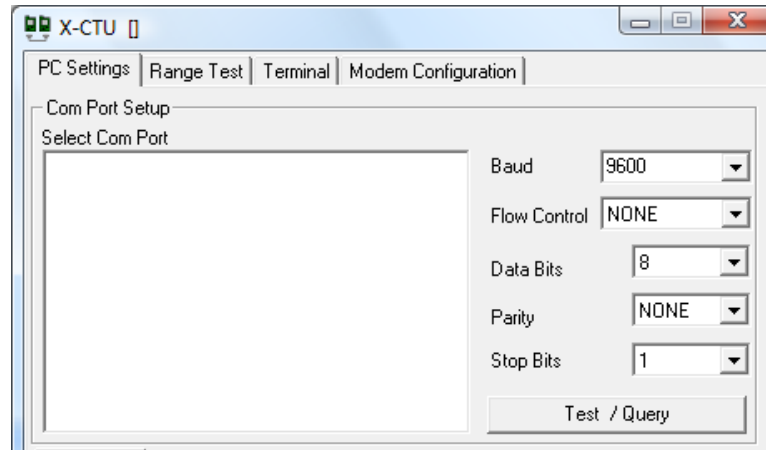 X-CTU []
PC Settings Range Test Terminal Modem Configuration
Com Port Setup
Select Com Port
Baud 9600
Flow Control NONE
Data Bits 8
Parity NONE
Stop Bits 1
Test / Query